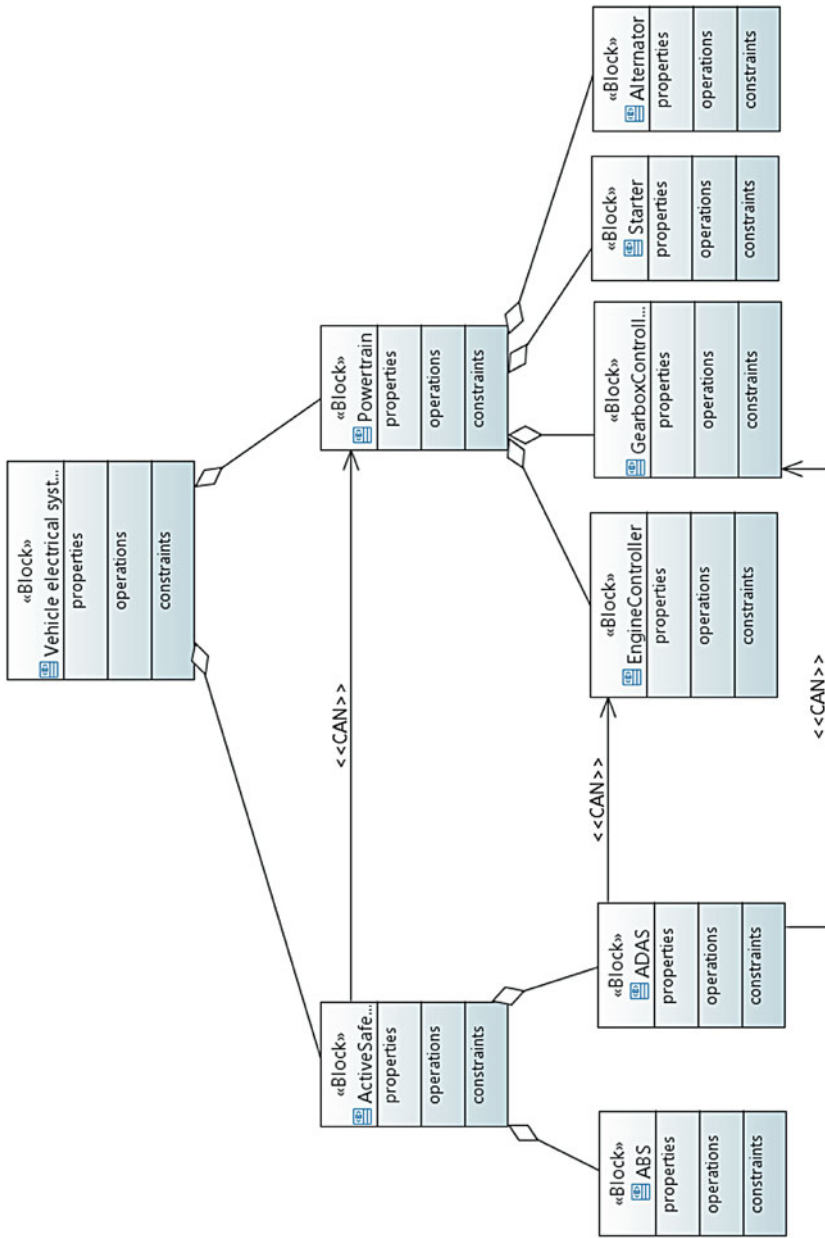 «Block»
Vehicle electrical syst...
properties
operations
constraints
«Block»
ActiveSafe...
properties
operations
constraints
<<CAN>>
«Block»
Powertrain
properties
operations
constraints
«Block»
ABS
properties
operations
constraints
«Block»
ADAS
properties
operations
constraints
<<CAN>>
«Block»
EngineController
properties
operations
constraints
«Block»
GearboxControll...
properties
operations
constraints
«Block»
Starter
properties
operations
constraints
«Block»
Alternator
properties
operations
constraints
<<CAN>>